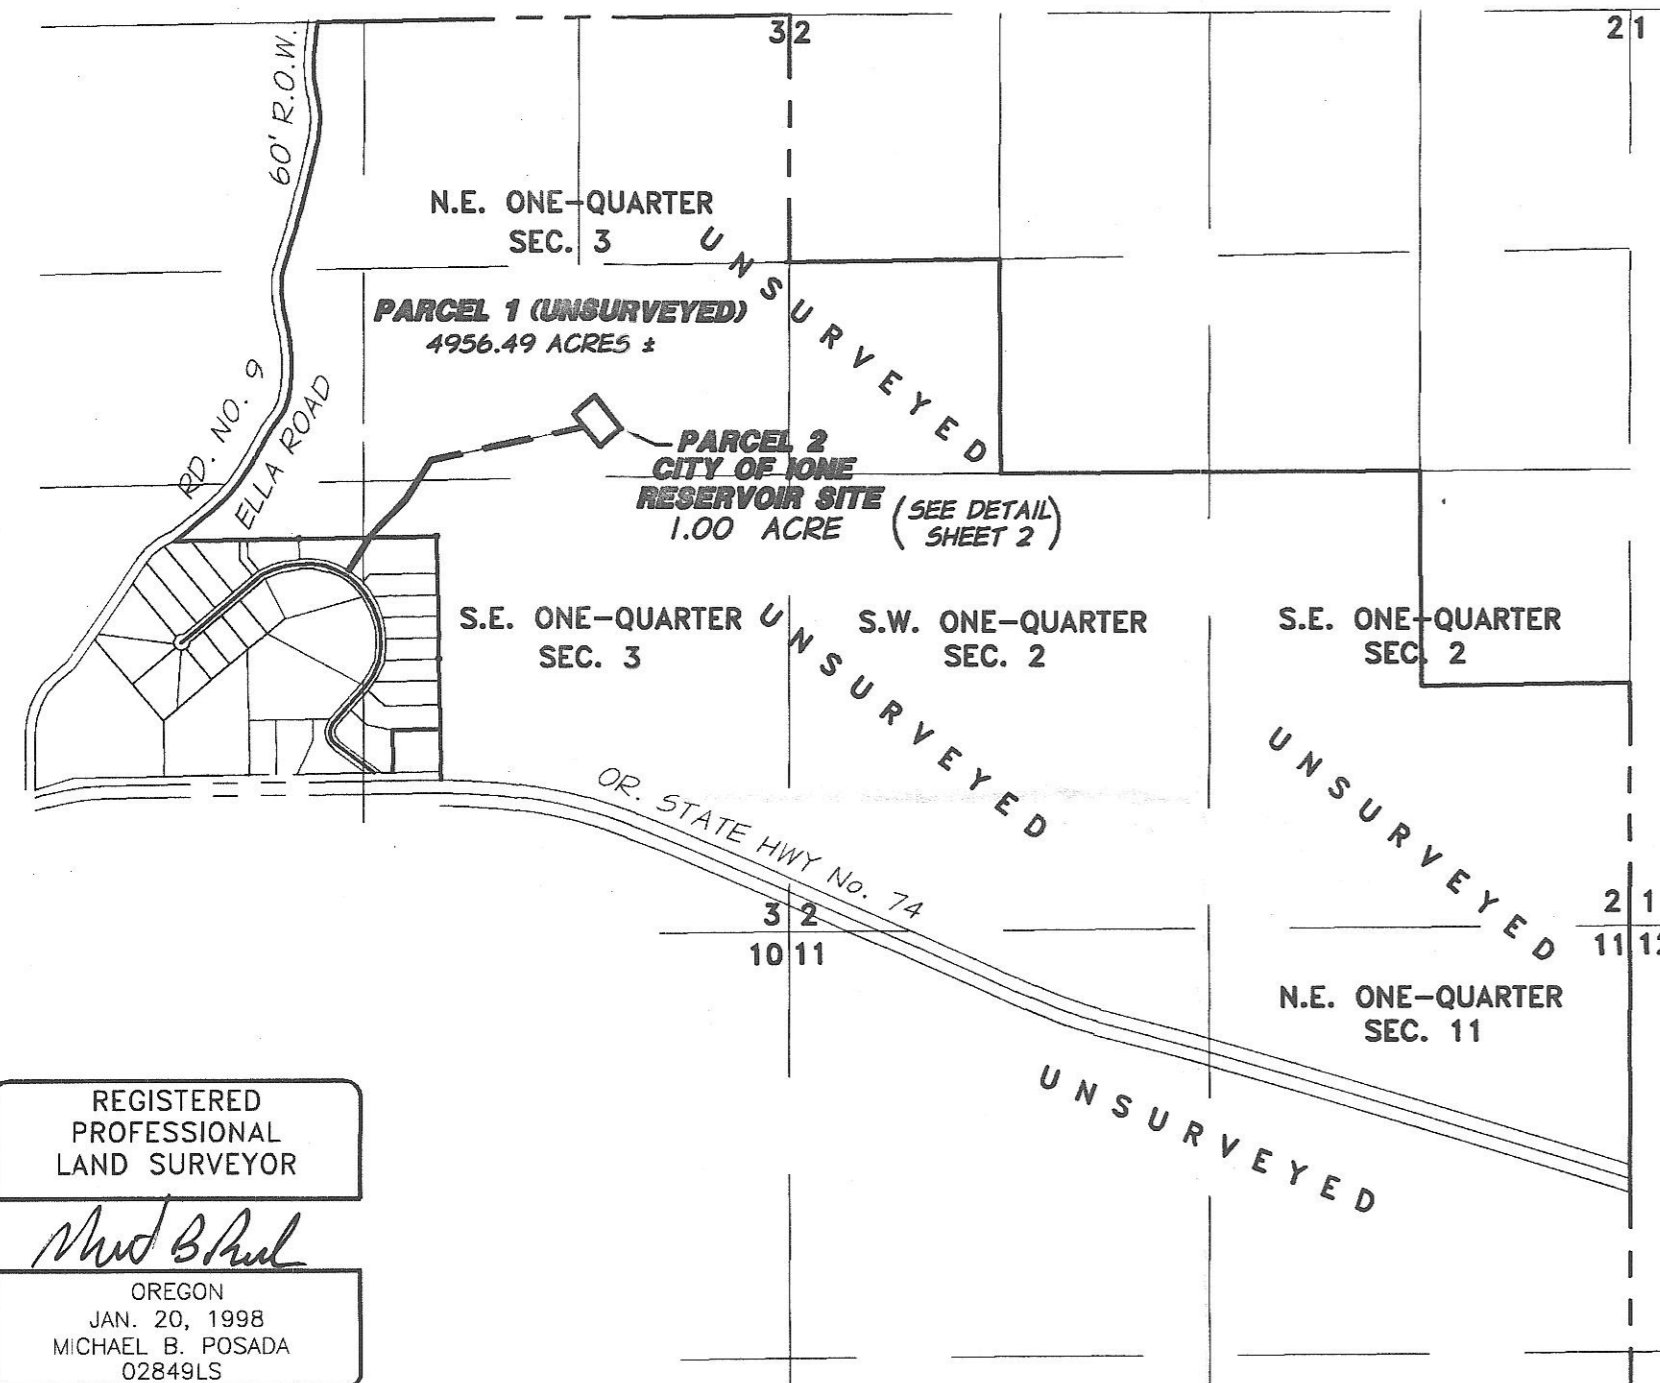 3 2
2 1
60' R.O.W.
N.E. ONE-QUARTER
SEC. 3
UNSURVEYED
PARCEL 1 (UNSURVEYED)
4956.49 ACRES ±
RD. NO. 9
ELLA ROAD
PARCEL 2
CITY OF IONE
RESERVOIR SITE
1.00 ACRE
(SEE DETAIL
SHEET 2)
S.E. ONE-QUARTER
SEC. 3
UNSURVEYED
S.W. ONE-QUARTER
SEC. 2
S.E. ONE-QUARTER
SEC. 2
UNSURVEYED
OR. STATE HWY No. 74
3 2
10 11
2 1
11 12
N.E. ONE-QUARTER
SEC. 11
UNSURVEYED
REGISTERED
PROFESSIONAL
LAND SURVEYOR
OREGON
JAN. 20, 1998
MICHAEL B. POSADA
02849LS